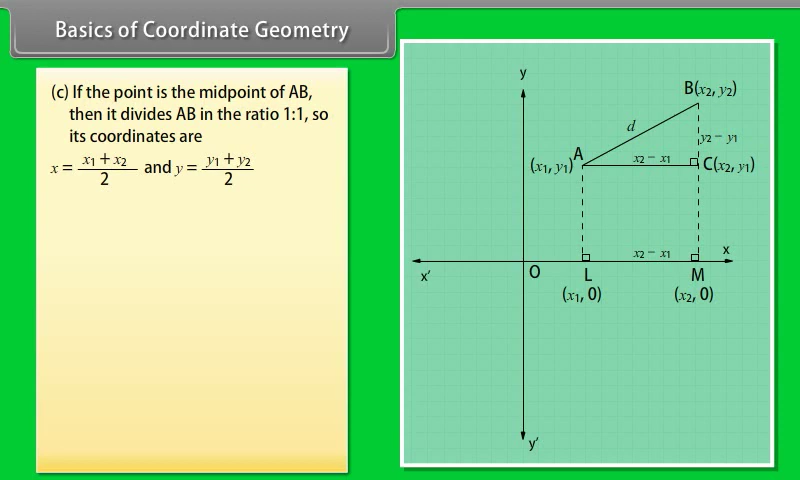 Basics of Coordinate Geometry
(c) If the point is the midpoint of AB,
then it divides AB in the ratio 1:1, so
its coordinates are
x = (x1 + x2)/2 and y = (y1 + y2)/2
y
B(x2, y2)
d
y2 − y1
A
(x1, y1)
x2 − x1
C(x2, y1)
x2 − x1
x
x′
O
L
M
(x1, 0)
(x2, 0)
y′